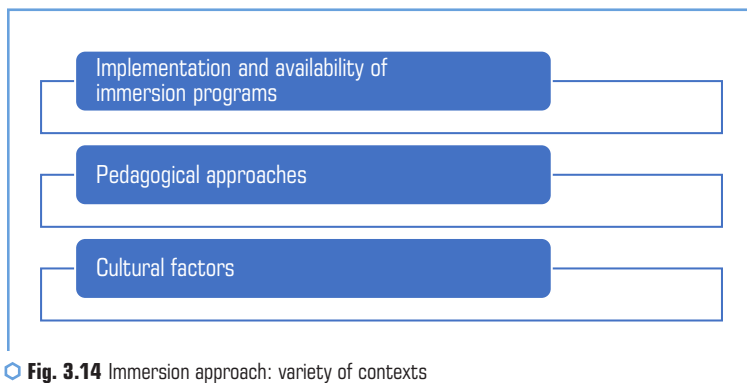 Implementation and availability of
immersion programs
Pedagogical approaches
Cultural factors
Fig. 3.14 Immersion approach: variety of contexts